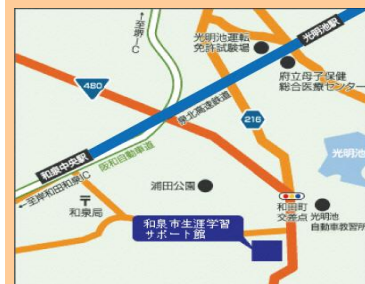 至堺IC
光明池運転
免許試験場
光明池駅
府立母子保健
総合医療センター
480
泉北高速鉄道
218
和泉中央駅
阪和自動車道
光明池
至岸和田和泉IC
和泉局
浦田公園
和田町
交差点
光明池
自動車教習所
和泉市生涯学習
サポート館